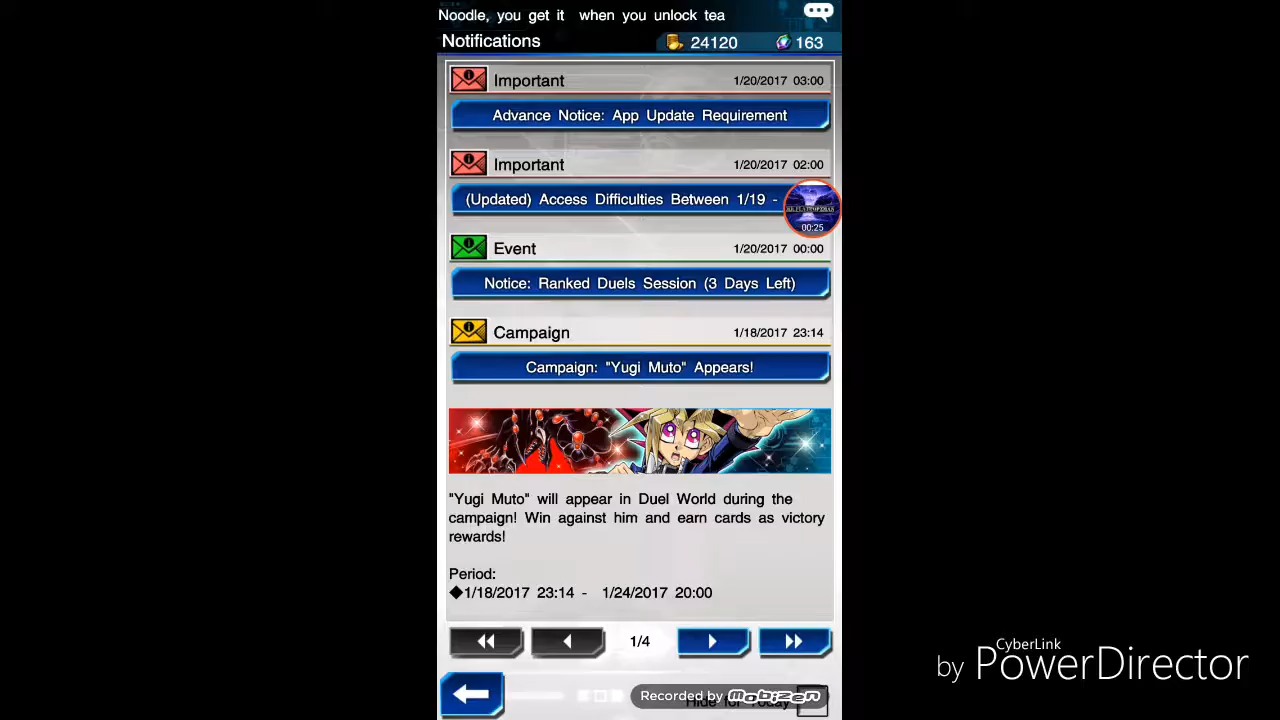 Noodle, you get it when you unlock tea
Notifications
24120
163
Important
1/20/2017 03:00
Advance Notice: App Update Requirement
Important
1/20/2017 02:00
(Updated) Access Difficulties Between 1/19 -
00:25
Event
1/20/2017 00:00
Notice: Ranked Duels Session (3 Days Left)
Campaign
1/18/2017 23:14
Campaign: "Yugi Muto" Appears!
"Yugi Muto" will appear in Duel World during the
campaign! Win against him and earn cards as victory
rewards!
Period:
◆1/18/2017 23:14 - 1/24/2017 20:00
1/4
Recorded by mobizen
Hide for Today
CyberLink
by PowerDirector